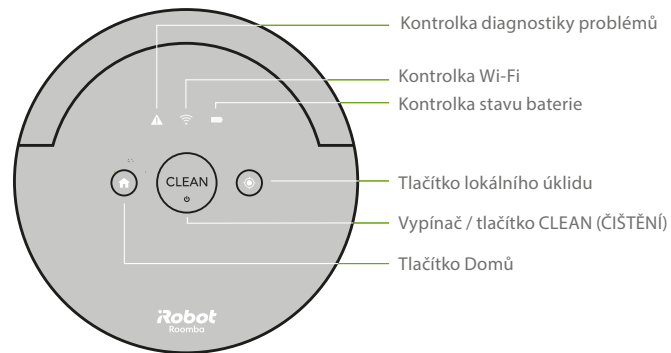 Kontrolka diagnostiky problémů
Kontrolka Wi-Fi
Kontrolka stavu baterie
CLEAN
Tlačítko lokálního úklidu
Vypínač / tlačítko CLEAN (ČIŠTĚNÍ)
Tlačítko Domů
iRobot
Roomba